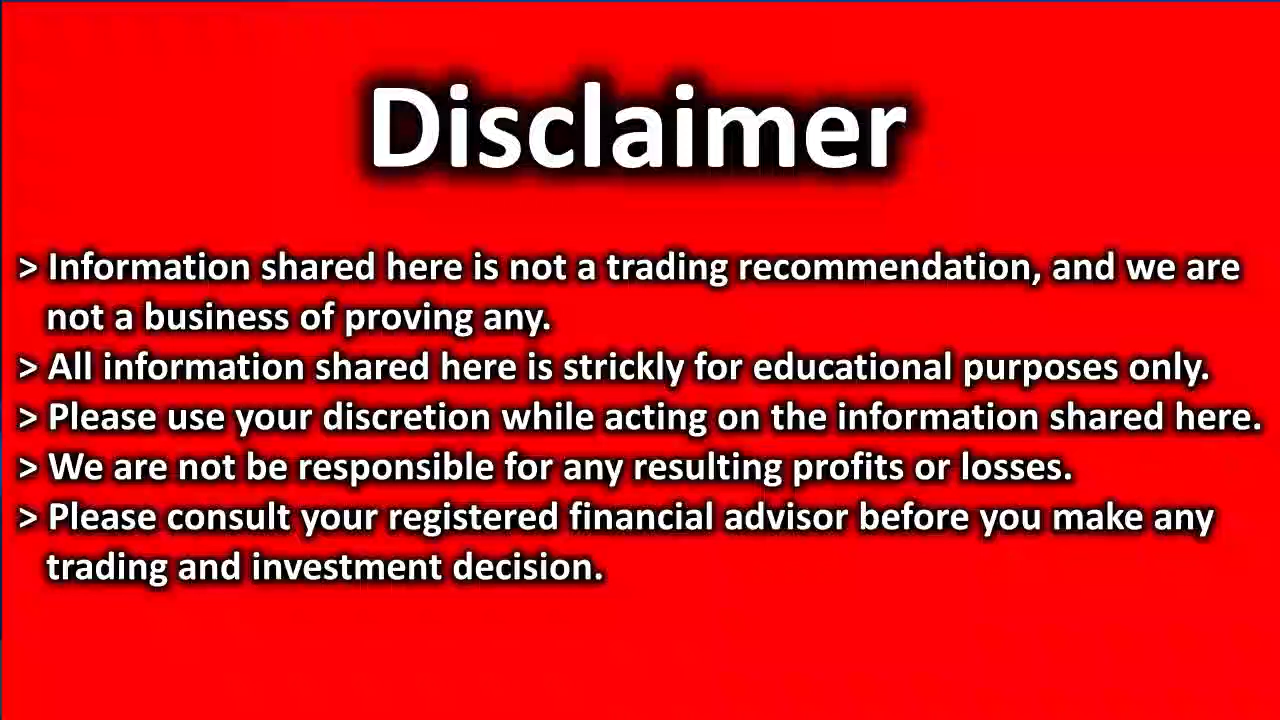 Disclaimer
> Information shared here is not a trading recommendation, and we are
not a business of proving any.
> All information shared here is strickly for educational purposes only.
> Please use your discretion while acting on the information shared here.
> We are not be responsible for any resulting profits or losses.
> Please consult your registered financial advisor before you make any
trading and investment decision.